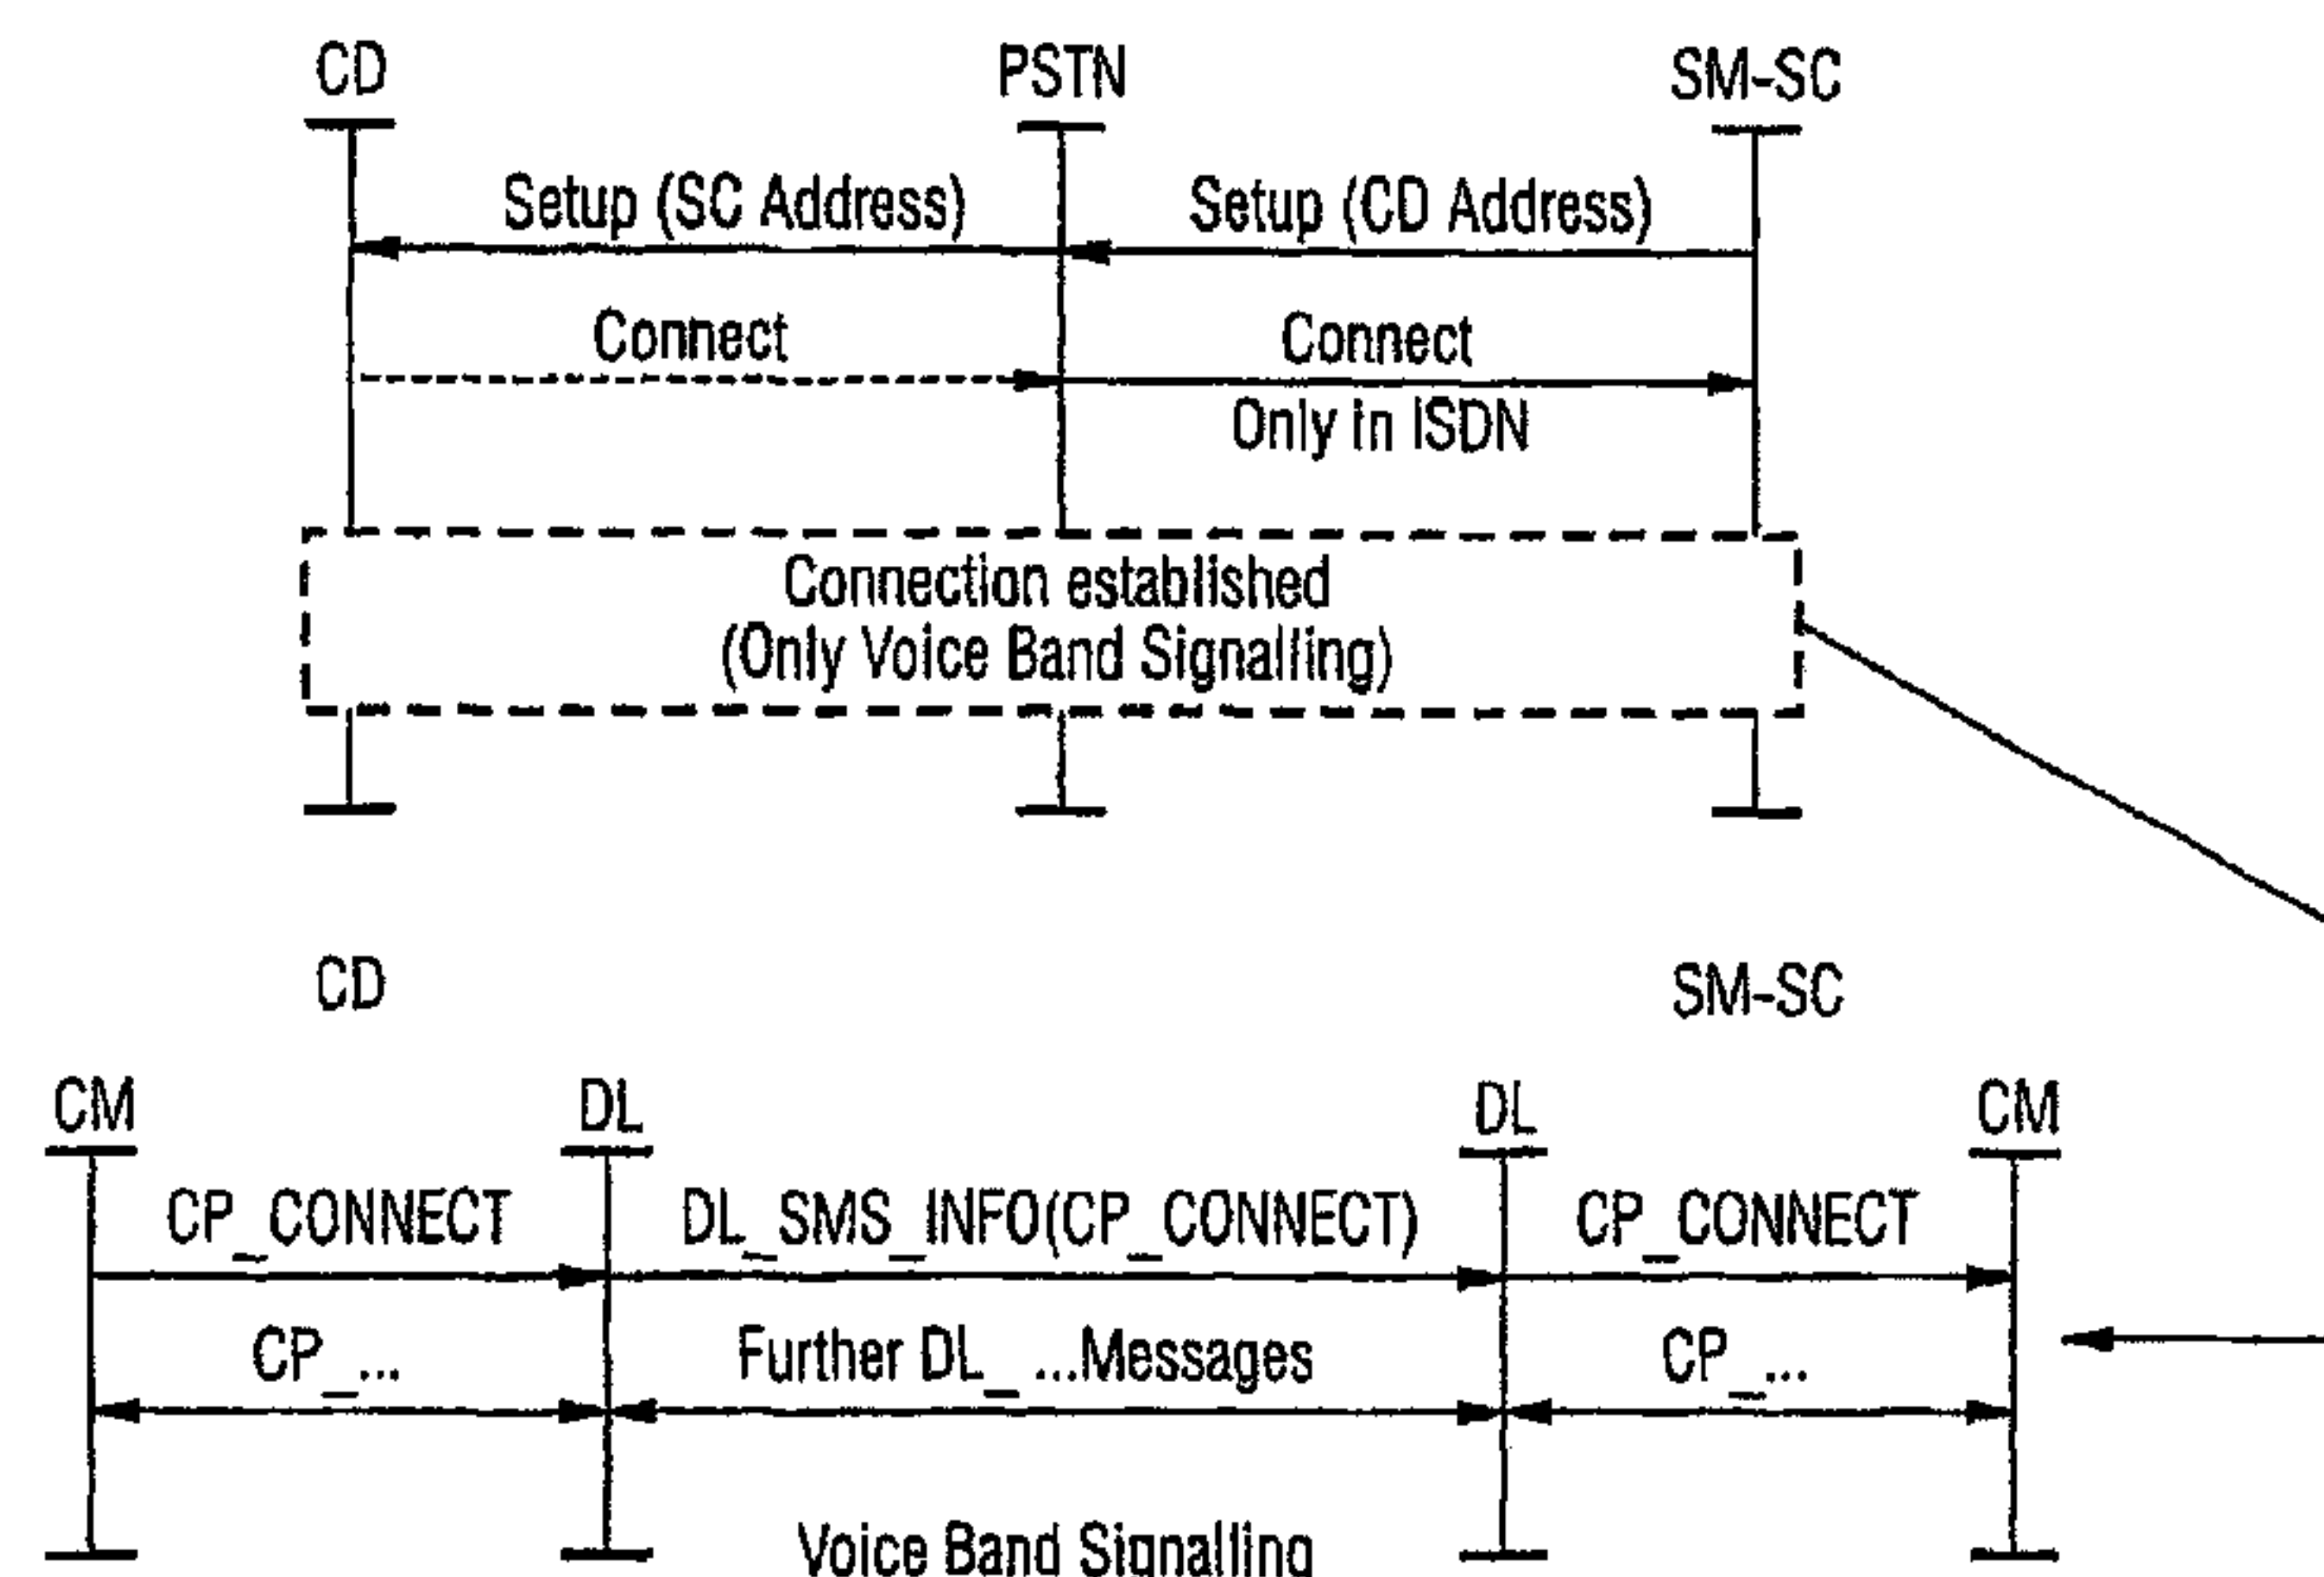 CD PSTN SM-SC
Setup (SC Address) Setup (CD Address)
Connect Connect
Only in ISDN
Connection established
(Only Voice Band Signalling)
CD SM-SC
CM DL DL CM
CP_CONNECT DL_SMS_INFO(CP_CONNECT) CP_CONNECT
CP_... Further DL_ ...Messages CP_...
Voice Band Signalling